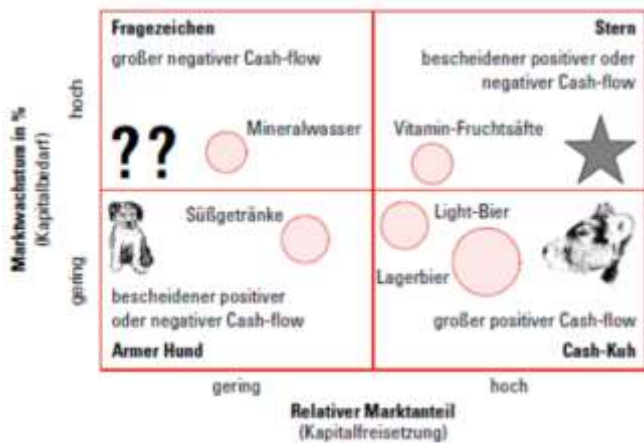 Fragezeichen
großer negativer Cash-flow
??
Mineralwasser
Stern
bescheidener positiver oder
negativer Cash-flow
Vitamin-Fruchtsäfte
Süßgetränke
bescheidener positiver
oder negativer Cash-flow
Armer Hund
Light-Bier
Lagerbier
großer positiver Cash-flow
Cash-Kuh
Marktwachstum in %
(Kapitalbedarf)
hoch
gering
gering
hoch
Relativer Marktanteil
(Kapitalfreisetzung)